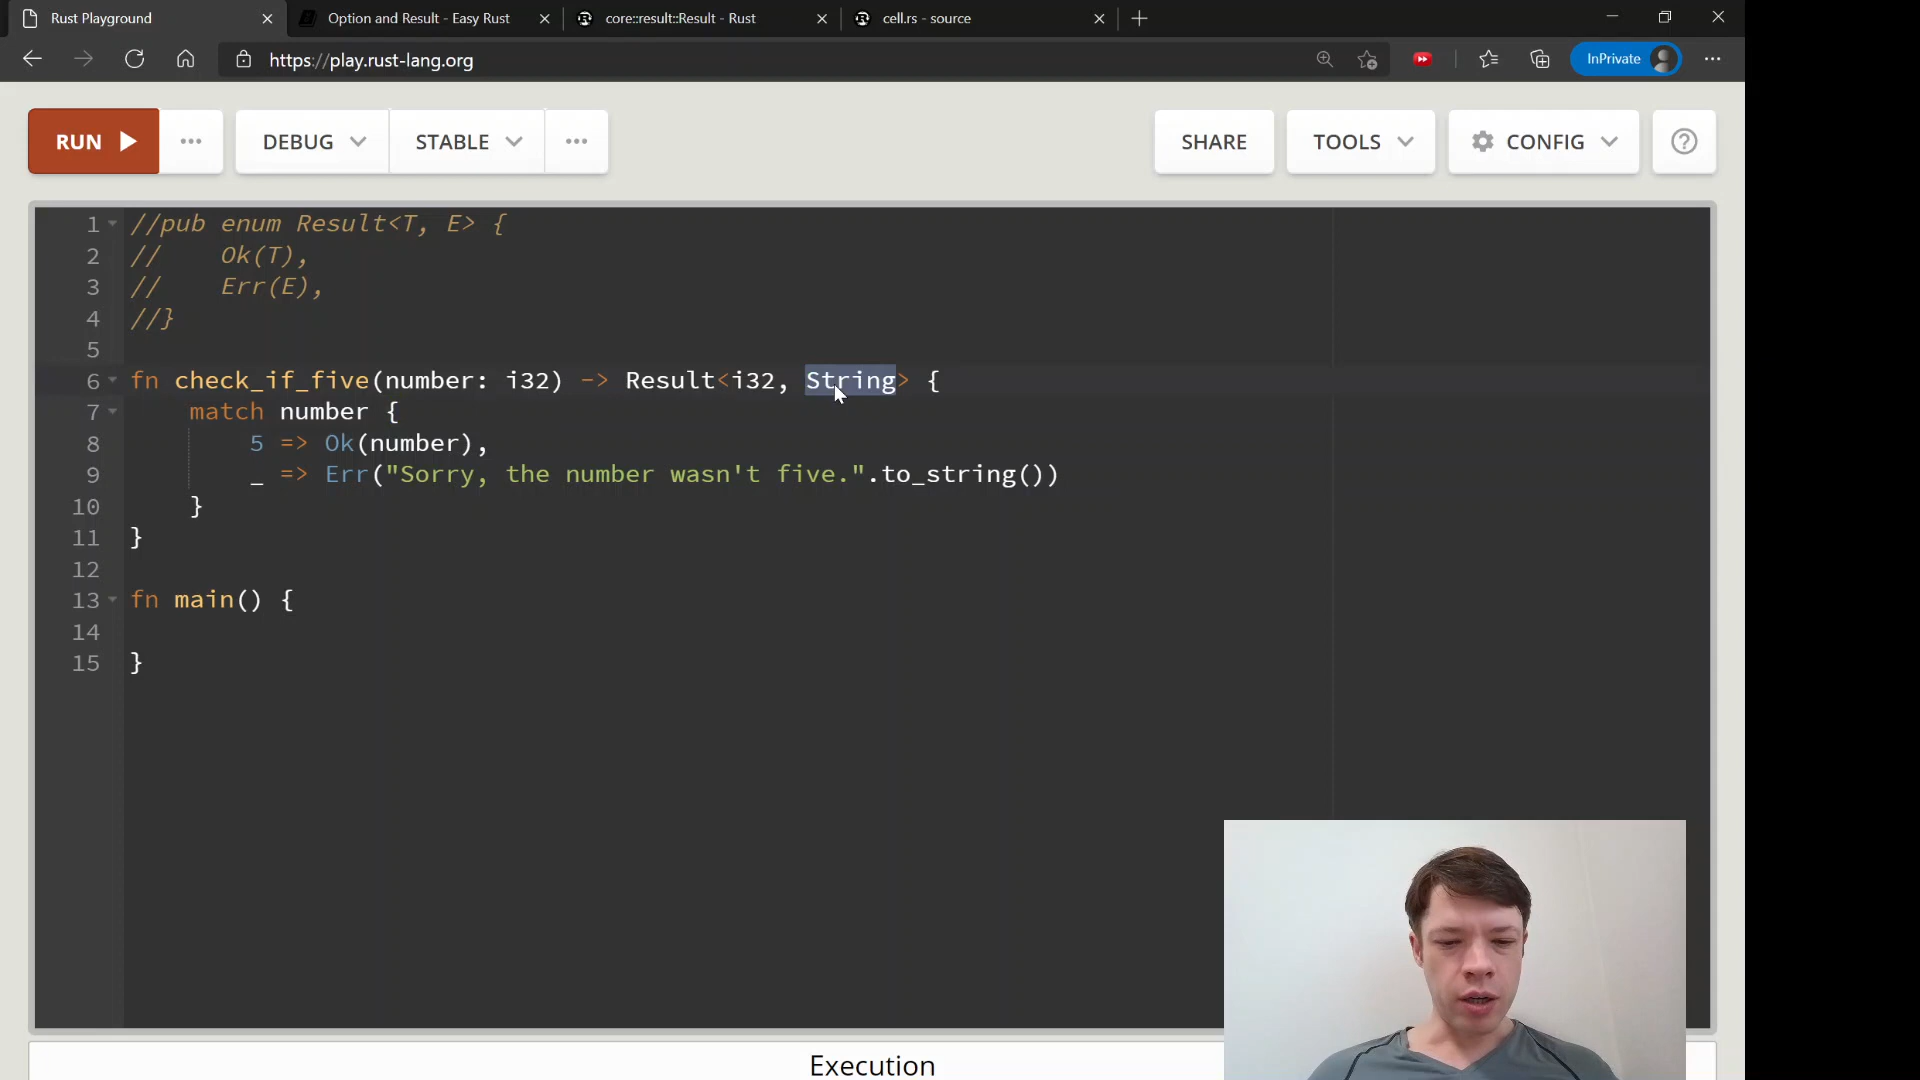 Rust Playground
Option and Result - Easy Rust
core::result::Result - Rust
cell.rs - source
https://play.rust-lang.org
InPrivate
RUN
DEBUG
STABLE
SHARE
TOOLS
CONFIG
1 //pub enum Result<T, E> {
2 //    Ok(T),
3 //    Err(E),
4 //}
5
6 fn check_if_five(number: i32) -> Result<i32, String> {
7     match number {
8         5 => Ok(number),
9         _ => Err("Sorry, the number wasn't five.".to_string())
10     }
11 }
12
13 fn main() {
14
15 }
Execution